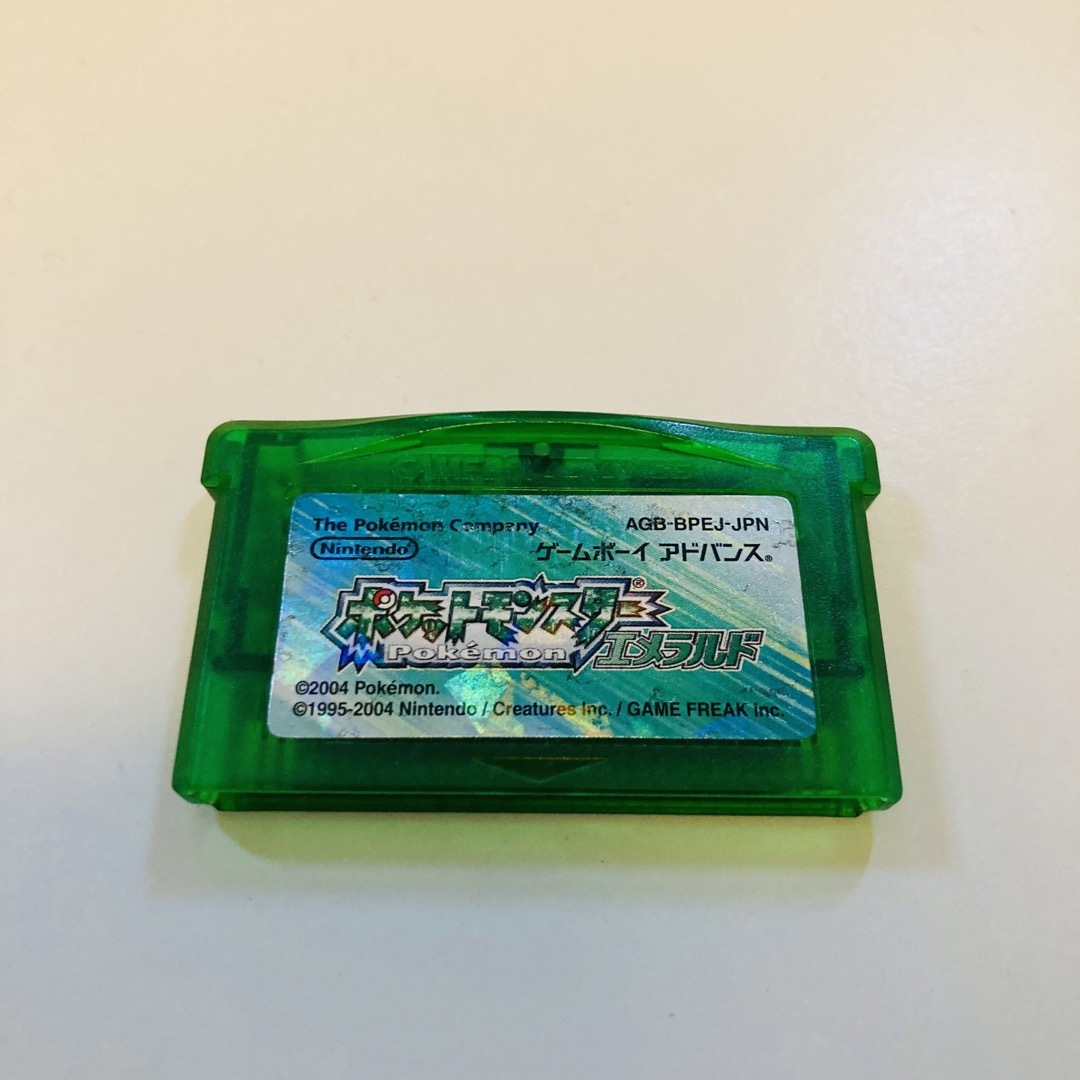 The Pokémon Company
AGB-BPEJ-JPN
Nintendo®
ゲームボーイ アドバンス®
ポケットモンスター®
Pokémon
エメラルド
©2004 Pokémon.
©1995-2004 Nintendo / Creatures Inc. / GAME FREAK Inc.